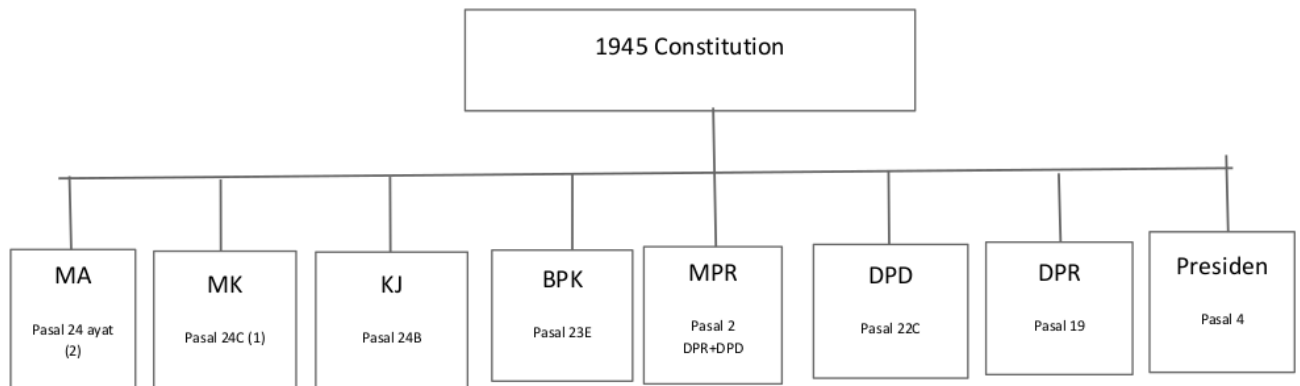 1945 Constitution
MA
Pasal 24 ayat
(2)
MK
Pasal 24C (1)
KJ
Pasal 24B
BPK
Pasal 23E
MPR
Pasal 2
DPR+DPD
DPD
Pasal 22C
DPR
Pasal 19
Presiden
Pasal 4